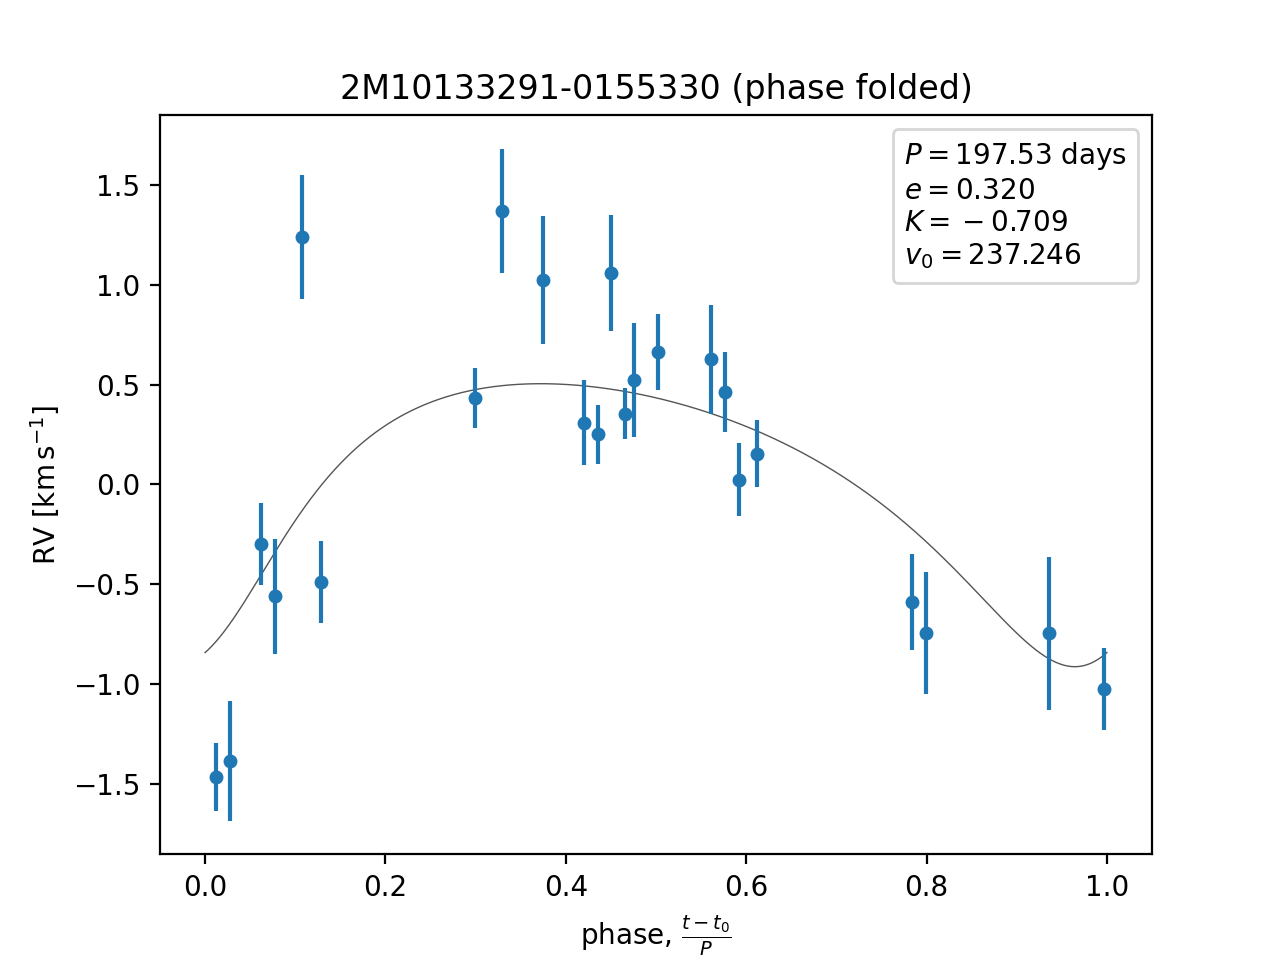 2M10133291-0155330 (phase folded)
P = 197.53 days
e = 0.320
K = −0.709
v₀ = 237.246
RV [km s⁻¹]
1.5
1.0
0.5
0.0
−0.5
−1.0
−1.5
0.0 0.2 0.4 0.6 0.8 1.0
phase, (t − t₀)/P